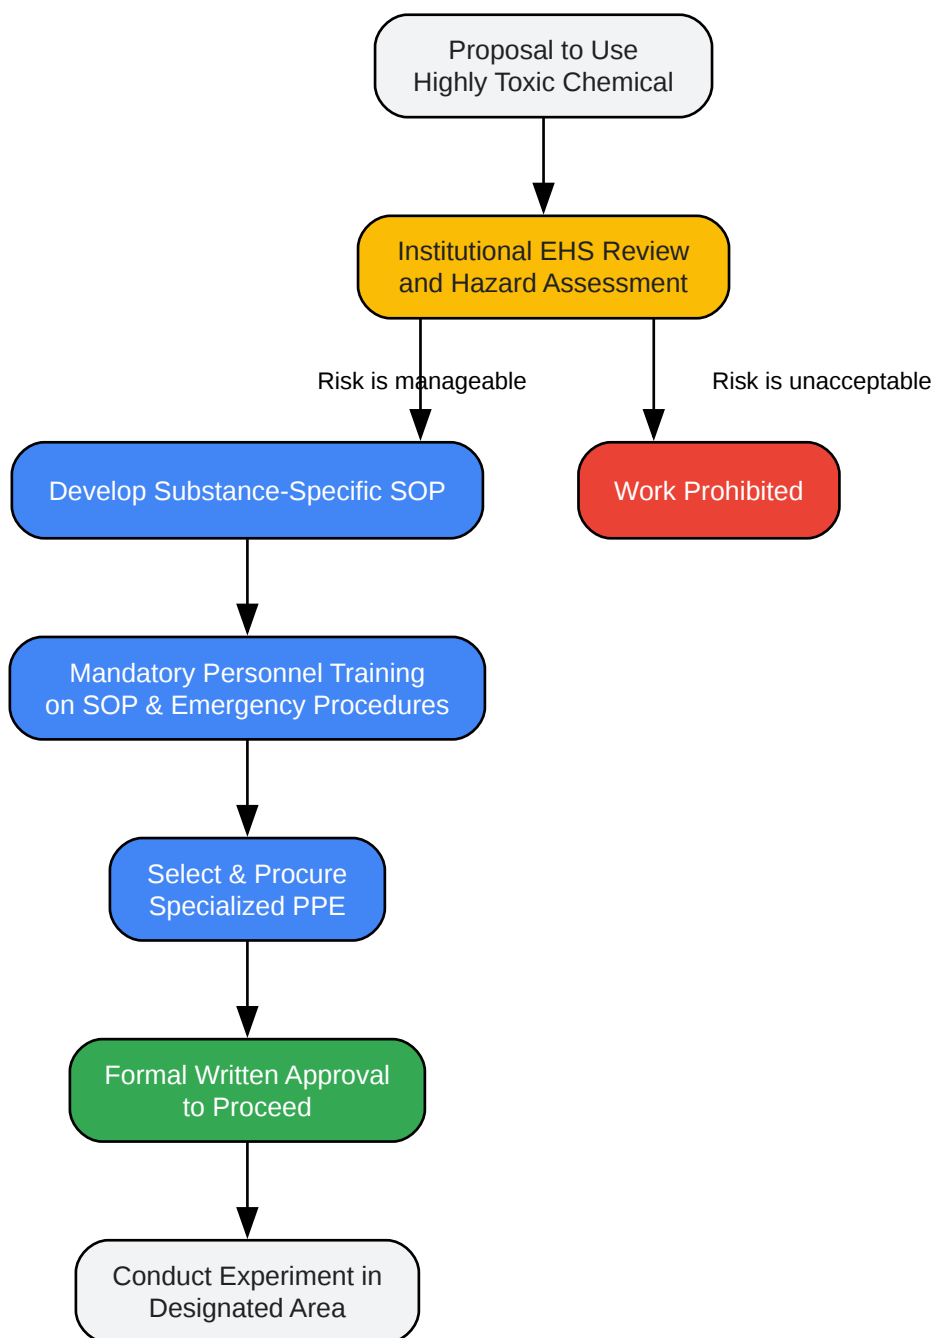 Proposal to Use
Highly Toxic Chemical
Institutional EHS Review
and Hazard Assessment
Risk is manageable
Risk is unacceptable
Develop Substance-Specific SOP
Work Prohibited
Mandatory Personnel Training
on SOP & Emergency Procedures
Select & Procure
Specialized PPE
Formal Written Approval
to Proceed
Conduct Experiment in
Designated Area